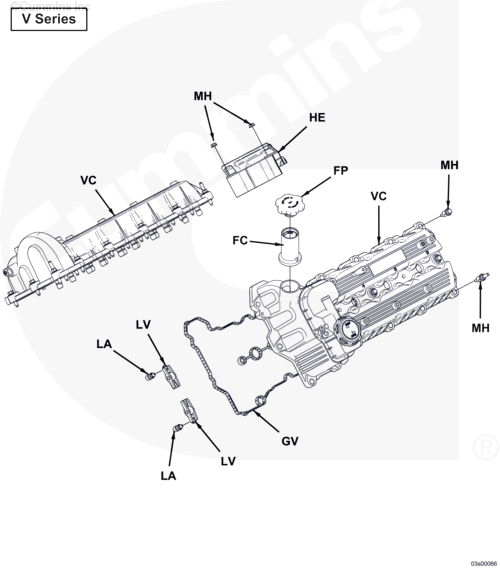 ©Cummins Inc
V Series
MH
HE
VC
FP
MH
VC
FC
LV
LA
MH
GV
LV
LA
Cummins
®
03s00066